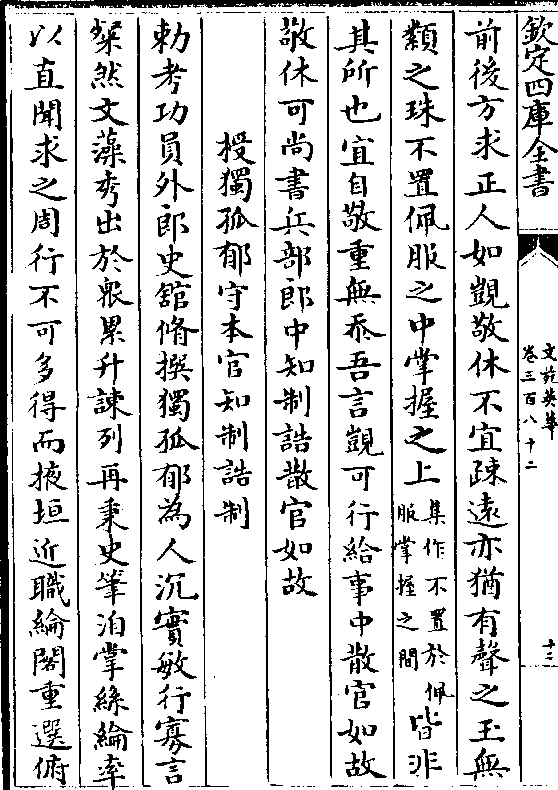 欽定四庫全書
文苑英華
卷三百八十二
十三
前後方求正人如覿敬休不宜疎遠亦猶有聲之玉無
纇之珠不置佩服之中掌握之上集作不置於佩服掌握之間皆非
其所也宜自敬重無忝吾言覿可行給事中散官如故
敬休可尚書兵部郎中知制誥散官如故
授獨孤郁守本官知制誥制
勅考功員外郎史館脩撰獨孤郁為人沉實敏行寡言
粲然文藻秀出於衆累升諫列再秉史筆洎掌絲綸率
以直聞求之周行不可多得而掖垣近職綸閣重選俯